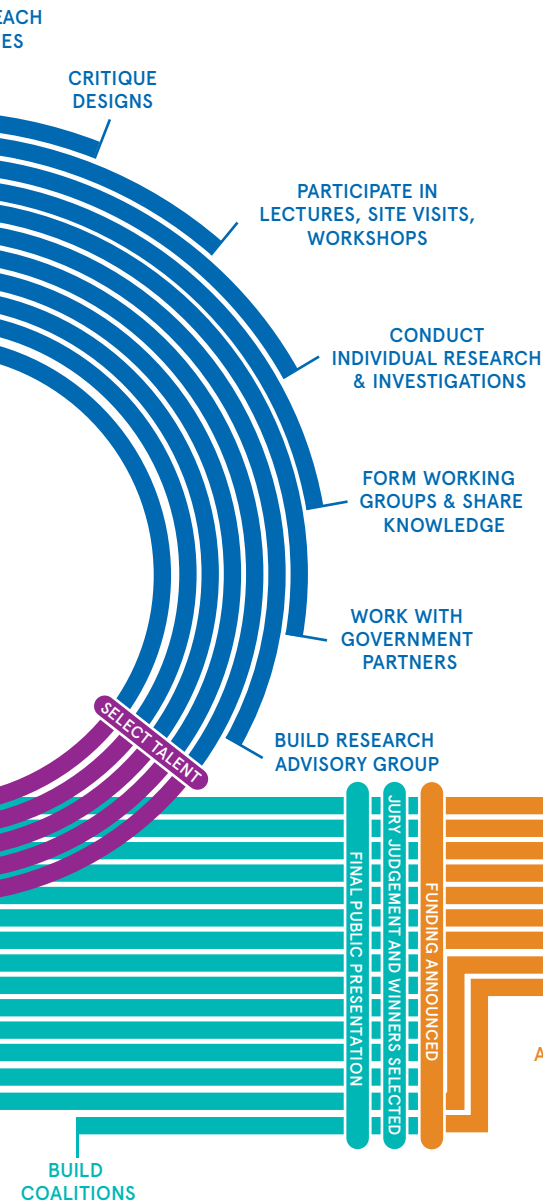 EACH
ES
CRITIQUE
DESIGNS
PARTICIPATE IN
LECTURES, SITE VISITS,
WORKSHOPS
CONDUCT
INDIVIDUAL RESEARCH
& INVESTIGATIONS
FORM WORKING
GROUPS & SHARE
KNOWLEDGE
WORK WITH
GOVERNMENT
PARTNERS
SELECT TALENT
BUILD RESEARCH
ADVISORY GROUP
FINAL PUBLIC PRESENTATION
JURY JUDGEMENT AND WINNERS SELECTED
FUNDING ANNOUNCED
A
BUILD
COALITIONS